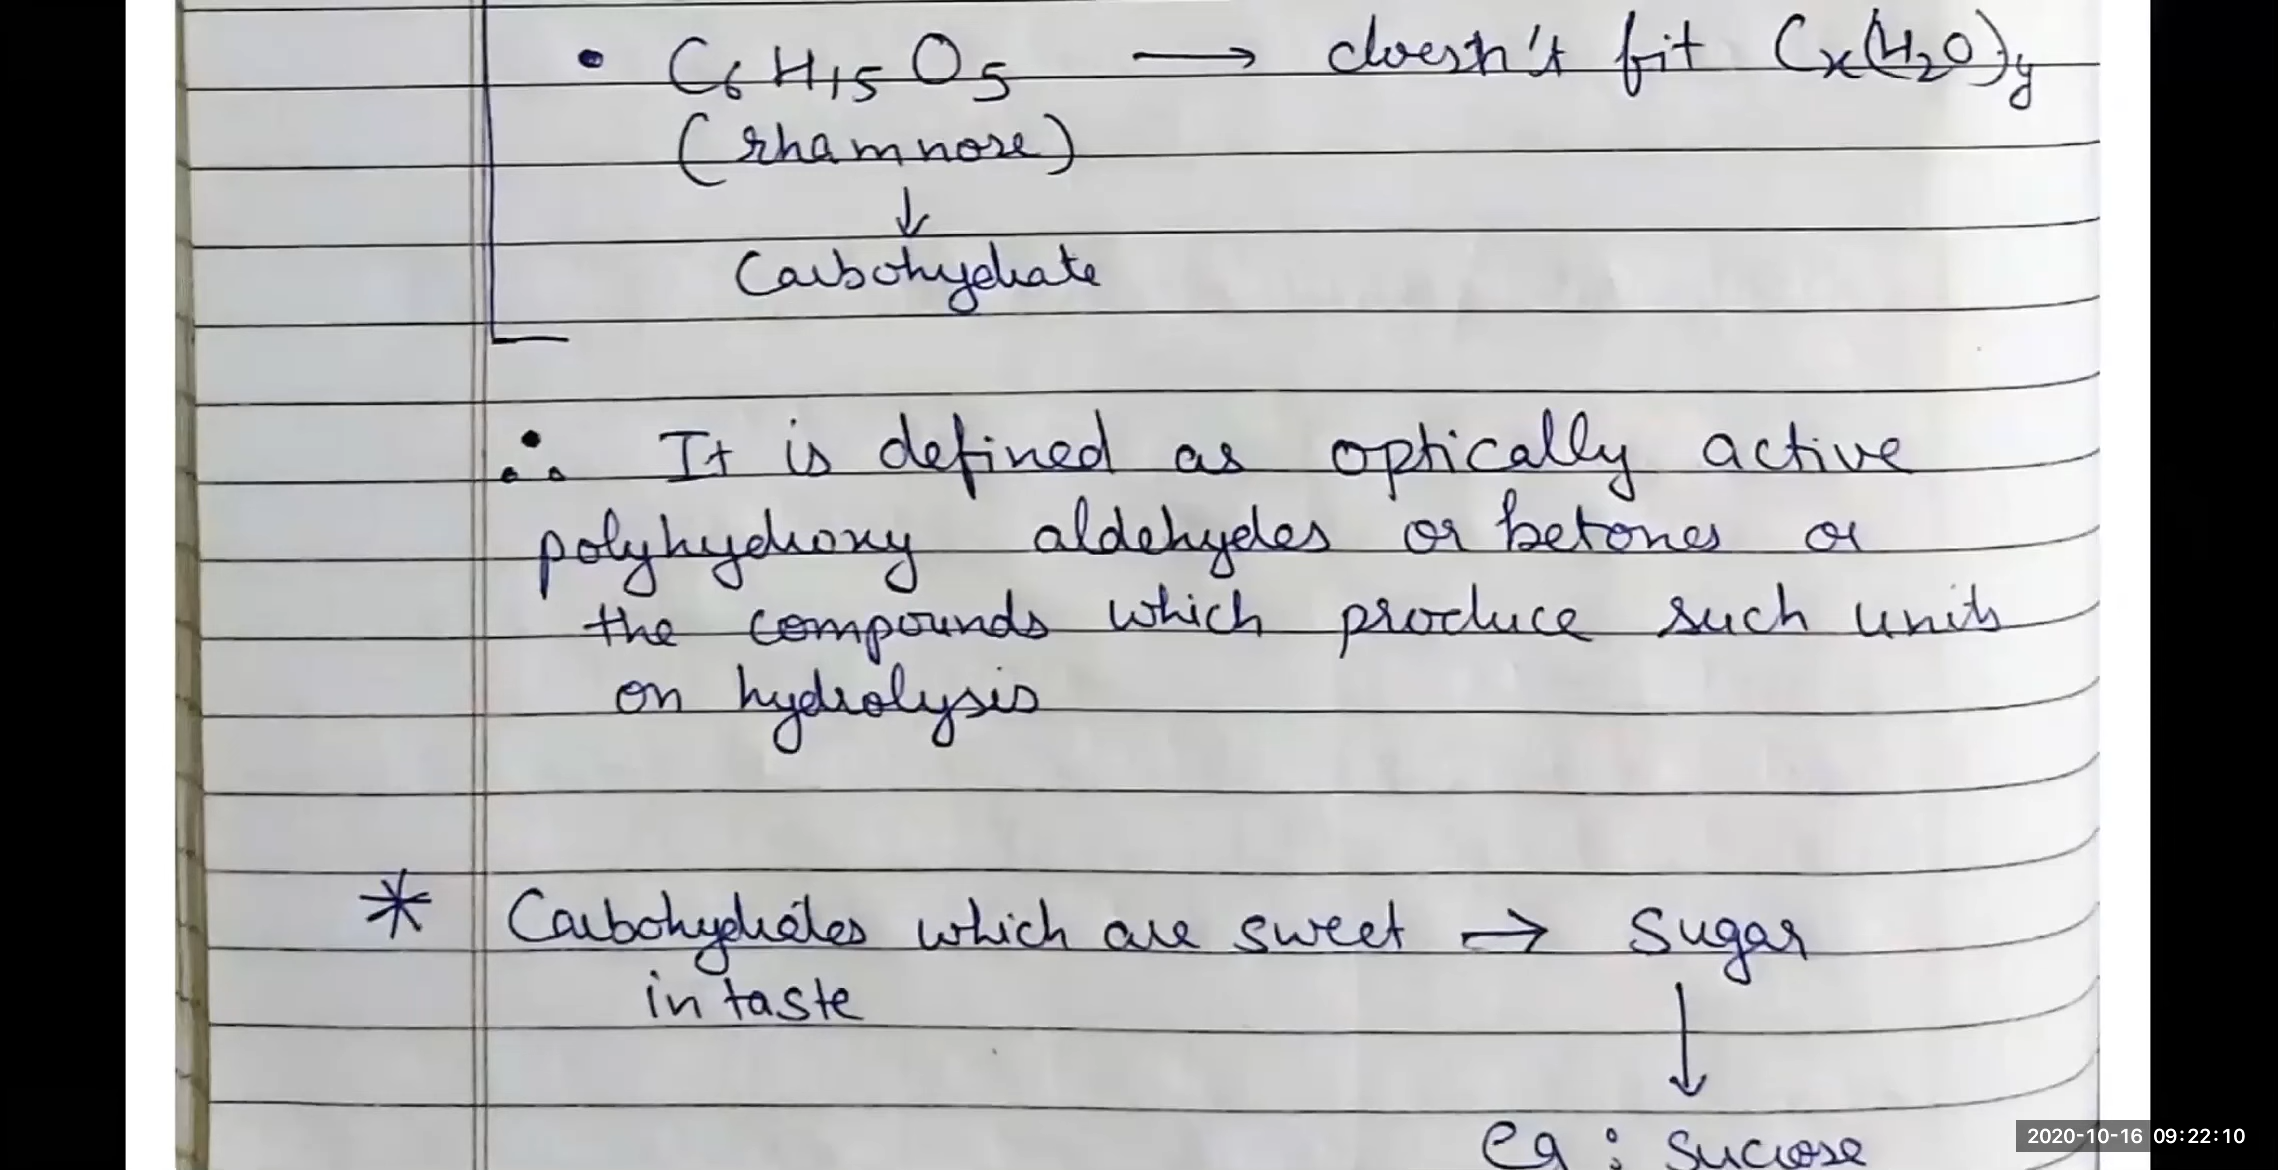 • C₆H₁₅O₅ → doesn't fit Cx(H₂O)y
(rhamnose)
↓
Carbohydrate
∴ It is defined as optically active
polyhydroxy aldehydes or ketones or
the compounds which produce such units
on hydrolysis
* Carbohydrates which are sweet → Sugar
in taste
↓
eg : sucrose
2020-10-16 09:22:10